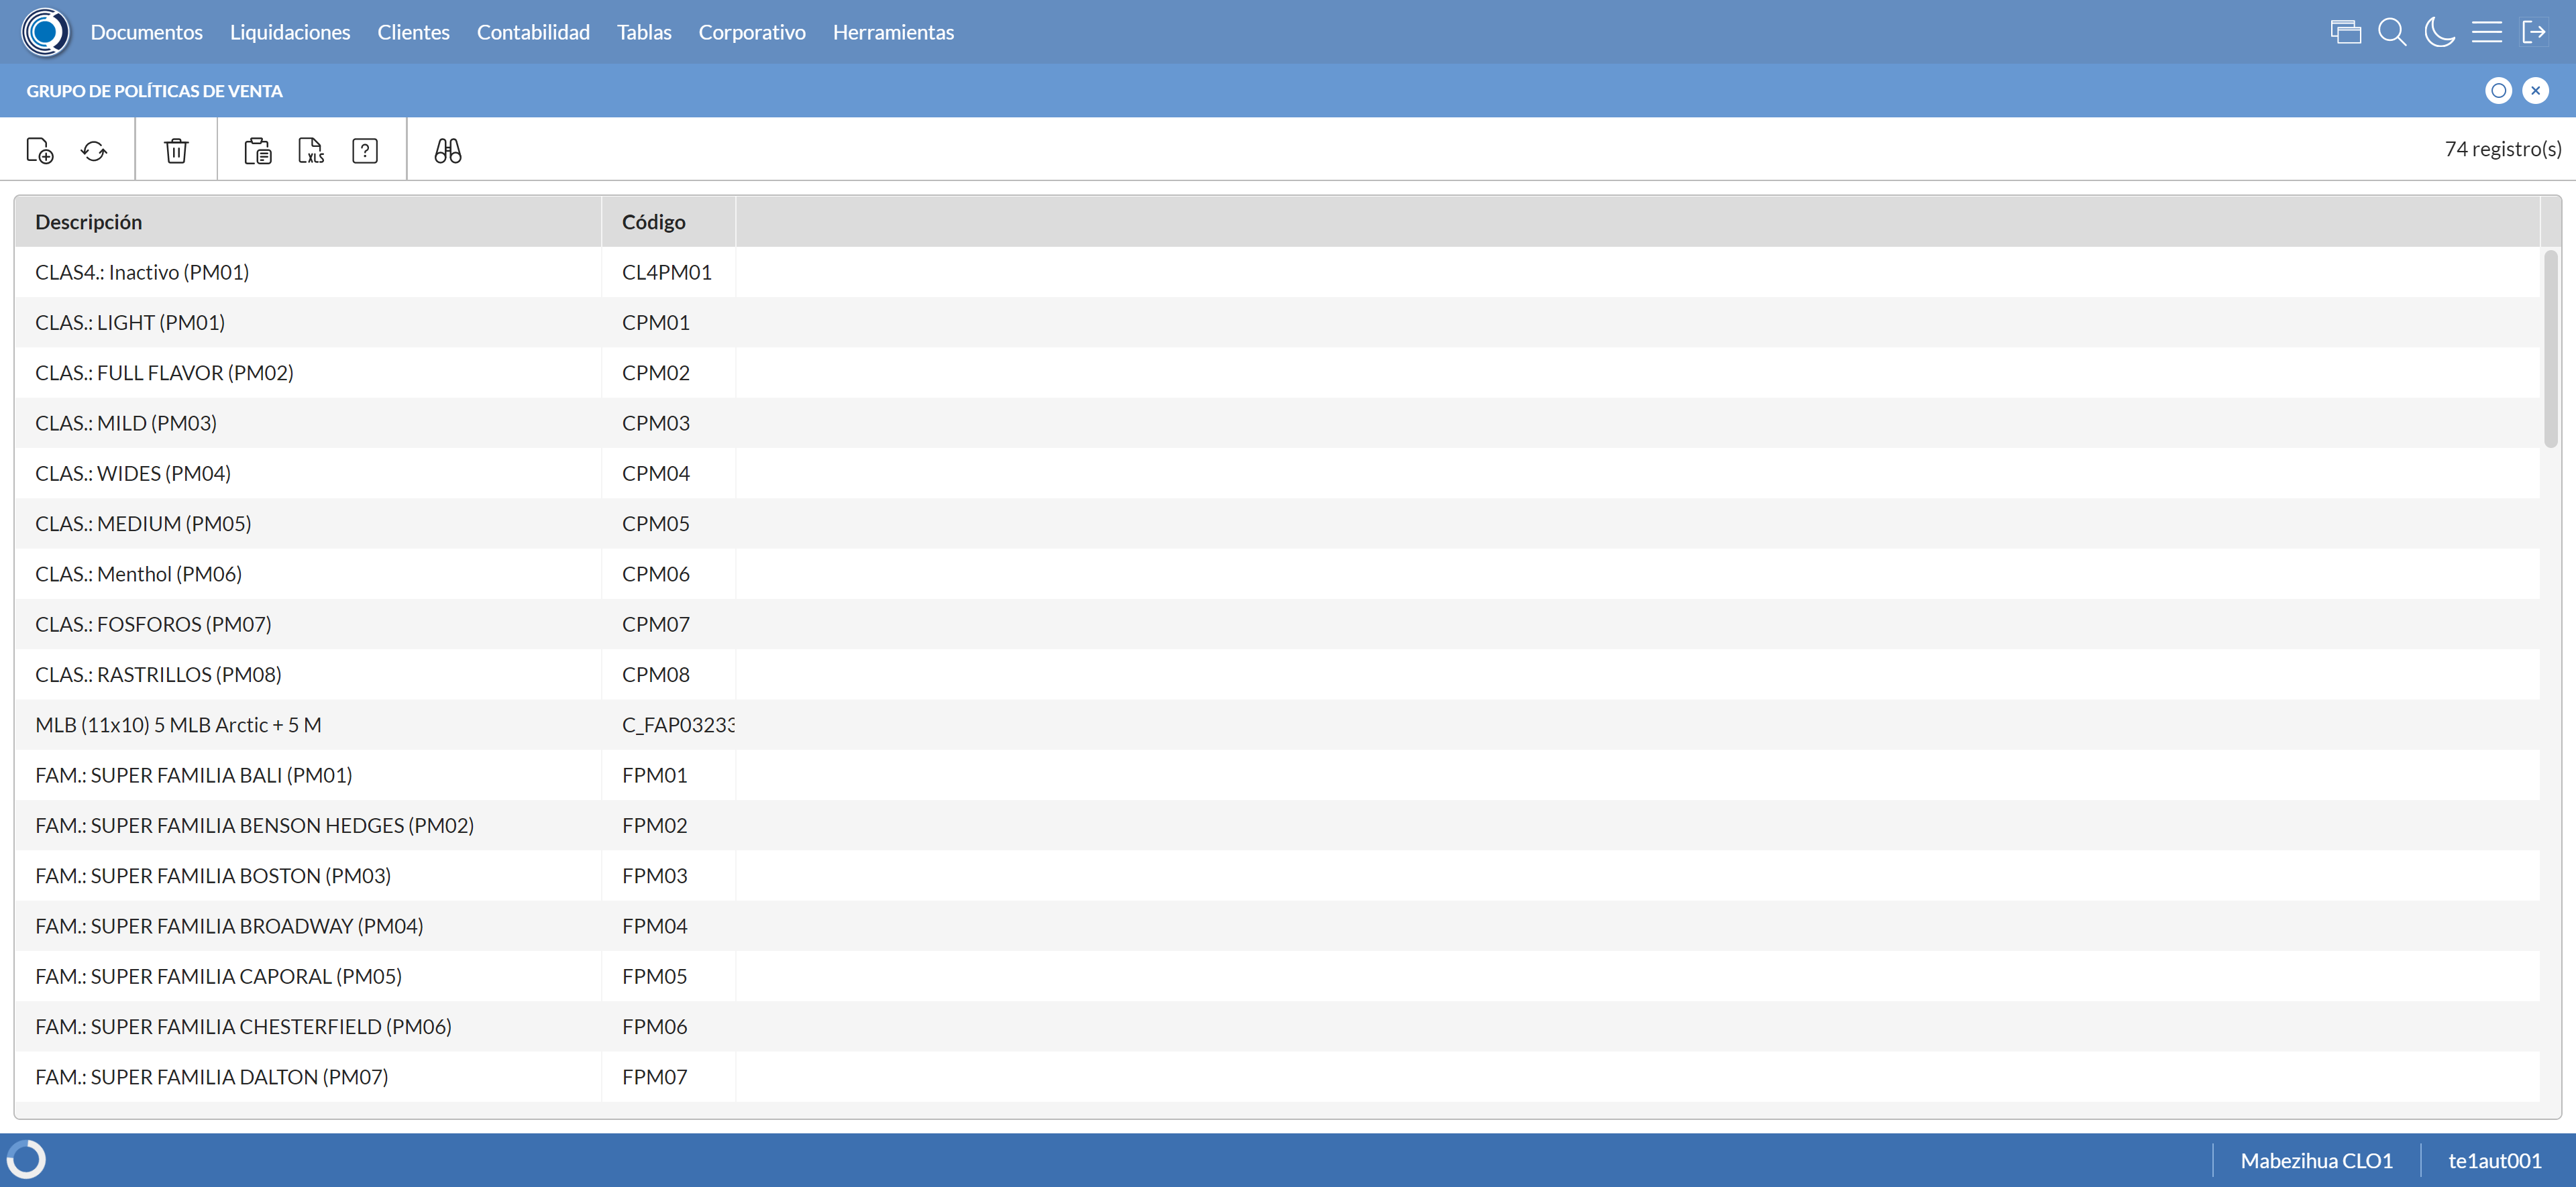 Documentos Liquidaciones Clientes Contabilidad Tablas Corporativo Herramientas
GRUPO DE POLÍTICAS DE VENTA
XLS ? 74 registro(s)
Descripción Código
CLAS4.: Inactivo (PM01) CL4PM01
CLAS.: LIGHT (PM01) CPM01
CLAS.: FULL FLAVOR (PM02) CPM02
CLAS.: MILD (PM03) CPM03
CLAS.: WIDES (PM04) CPM04
CLAS.: MEDIUM (PM05) CPM05
CLAS.: Menthol (PM06) CPM06
CLAS.: FOSFOROS (PM07) CPM07
CLAS.: RASTRILLOS (PM08) CPM08
MLB (11x10) 5 MLB Arctic + 5 M C_FAP03233
FAM.: SUPER FAMILIA BALI (PM01) FPM01
FAM.: SUPER FAMILIA BENSON HEDGES (PM02) FPM02
FAM.: SUPER FAMILIA BOSTON (PM03) FPM03
FAM.: SUPER FAMILIA BROADWAY (PM04) FPM04
FAM.: SUPER FAMILIA CAPORAL (PM05) FPM05
FAM.: SUPER FAMILIA CHESTERFIELD (PM06) FPM06
FAM.: SUPER FAMILIA DALTON (PM07) FPM07
Mabezihua CLO1 te1aut001